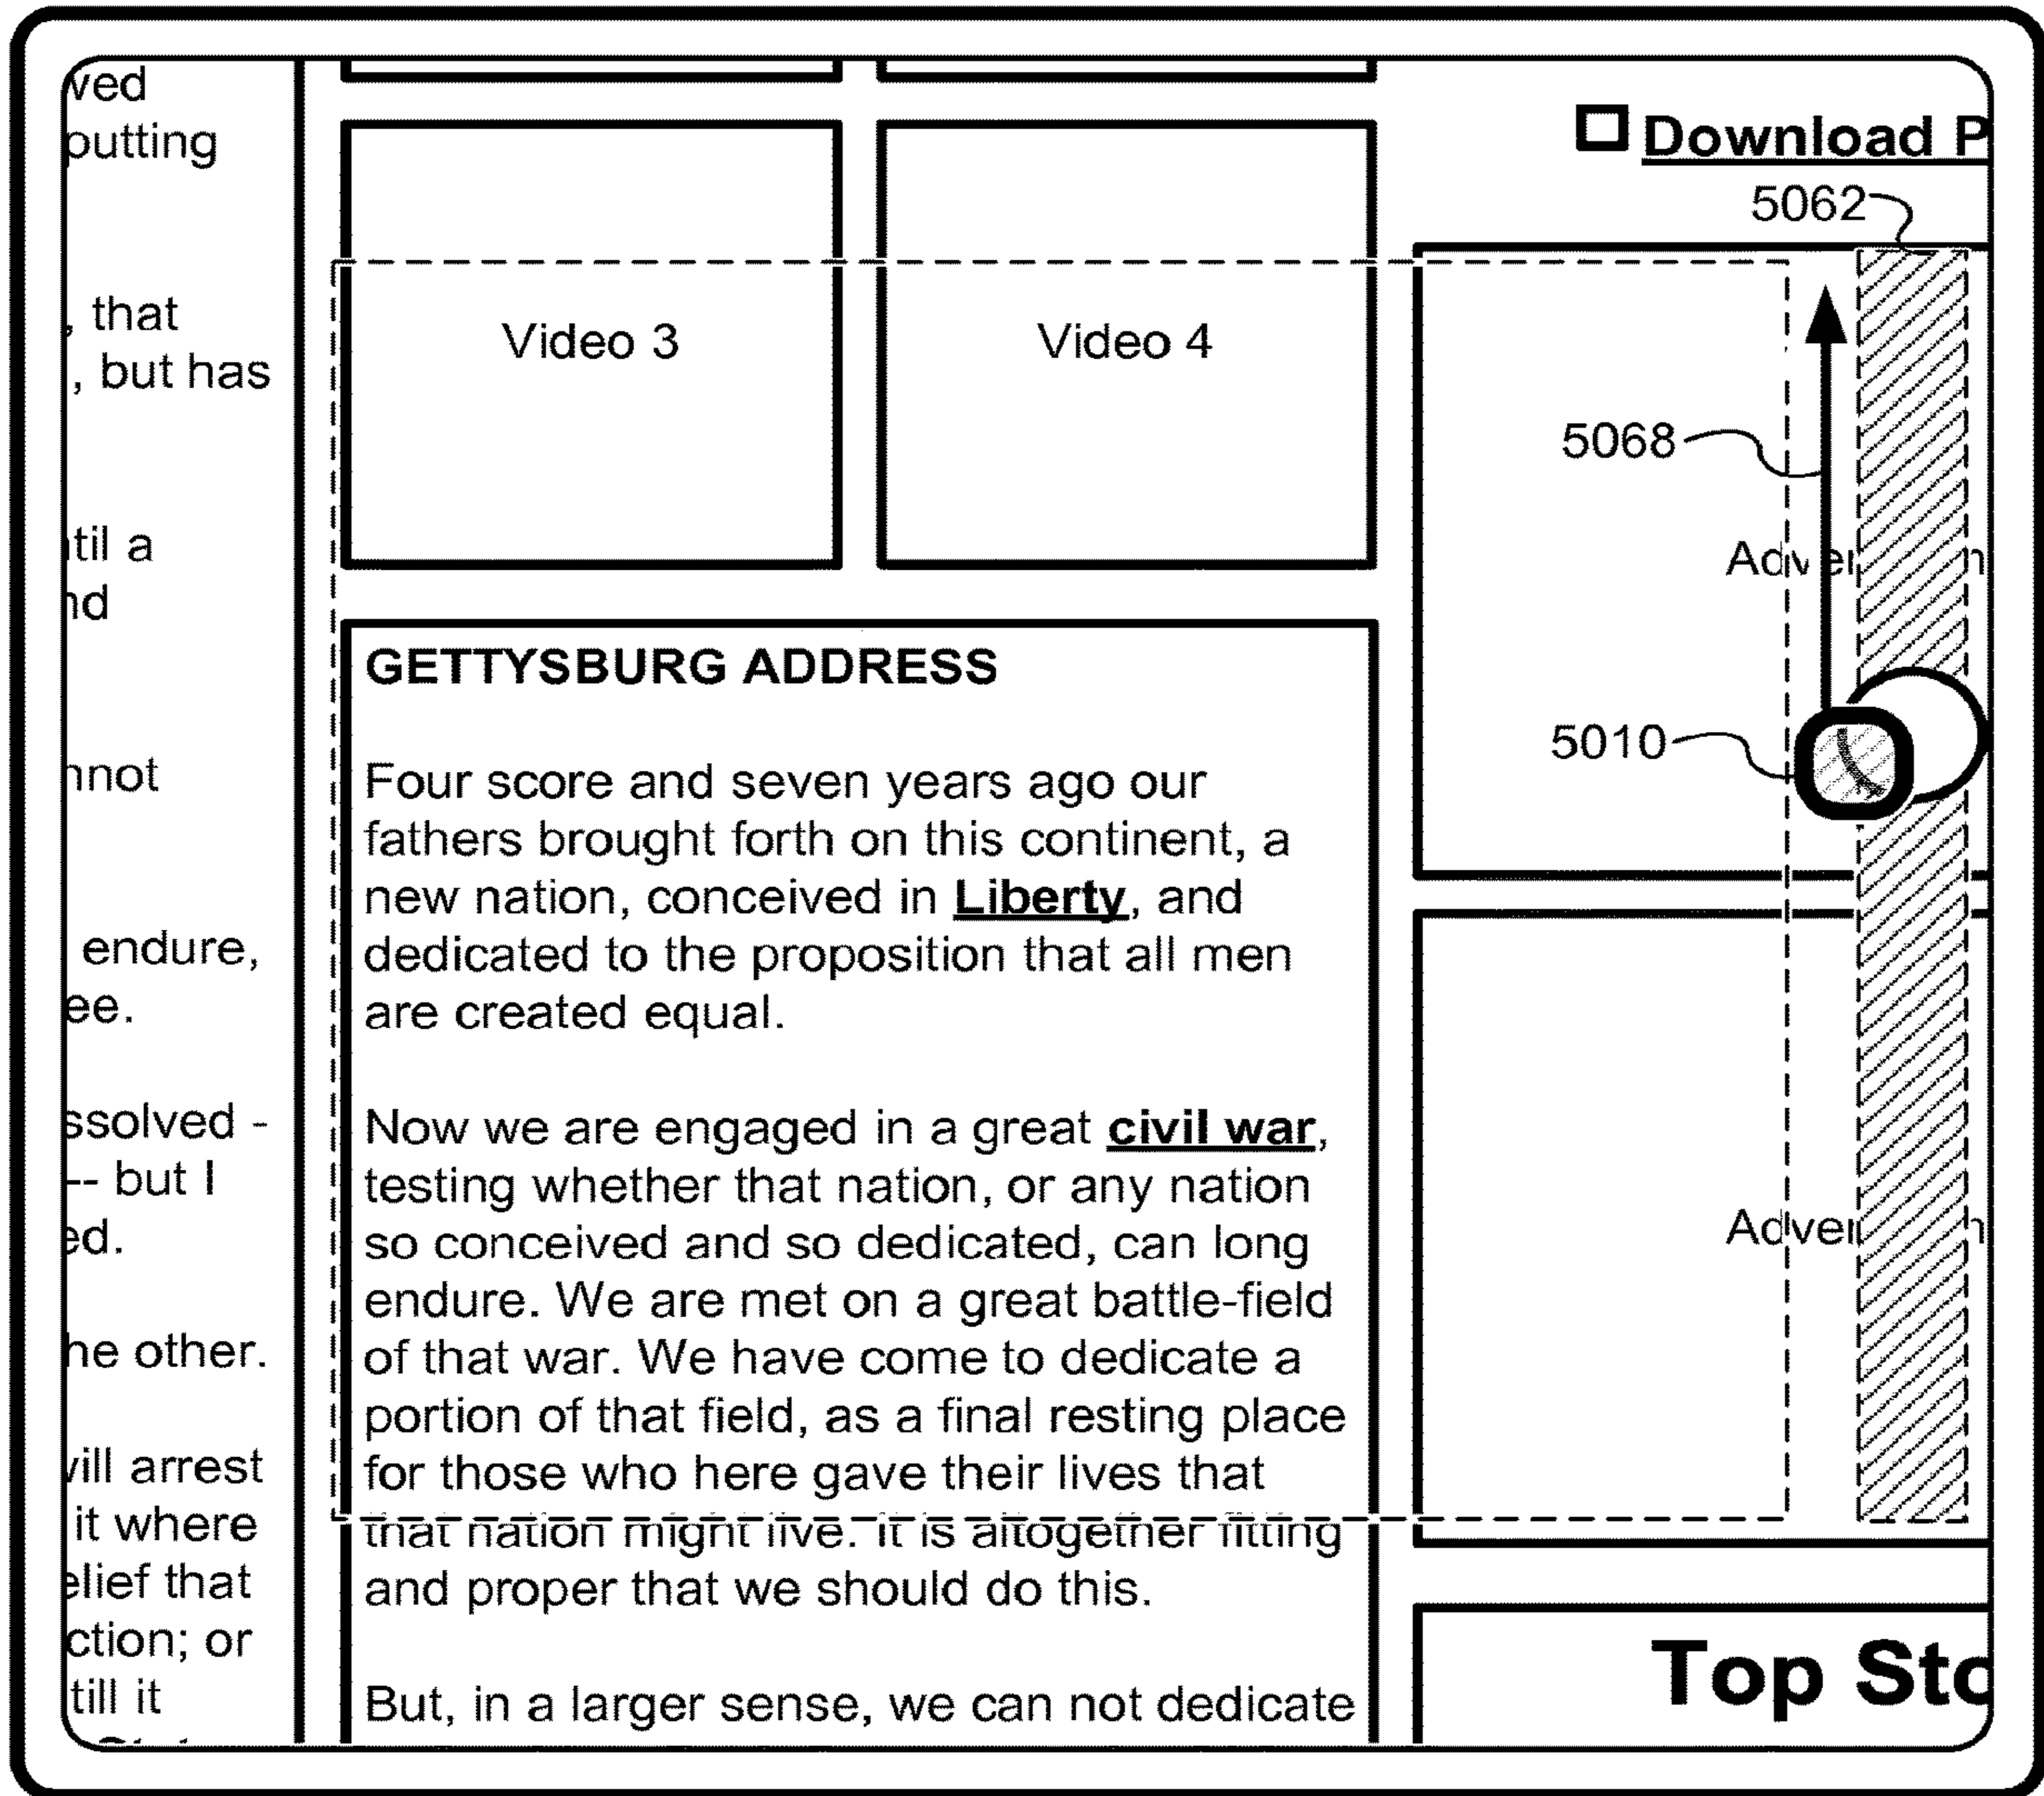 ved
putting
, that
, but has
til a
nd
nnot
endure,
ee.
ssolved -
-- but I
ed.
he other.
will arrest
it where
elief that
ction; or
till it
Video 3
Video 4
GETTYSBURG ADDRESS
Four score and seven years ago our
fathers brought forth on this continent, a
new nation, conceived in Liberty, and
dedicated to the proposition that all men
are created equal.
Now we are engaged in a great civil war,
testing whether that nation, or any nation
so conceived and so dedicated, can long
endure. We are met on a great battle-field
of that war. We have come to dedicate a
portion of that field, as a final resting place
for those who here gave their lives that
that nation might live. It is altogether fitting
and proper that we should do this.
But, in a larger sense, we can not dedicate
Download P
5062
5068
Adver
5010
Adver
Top Sto